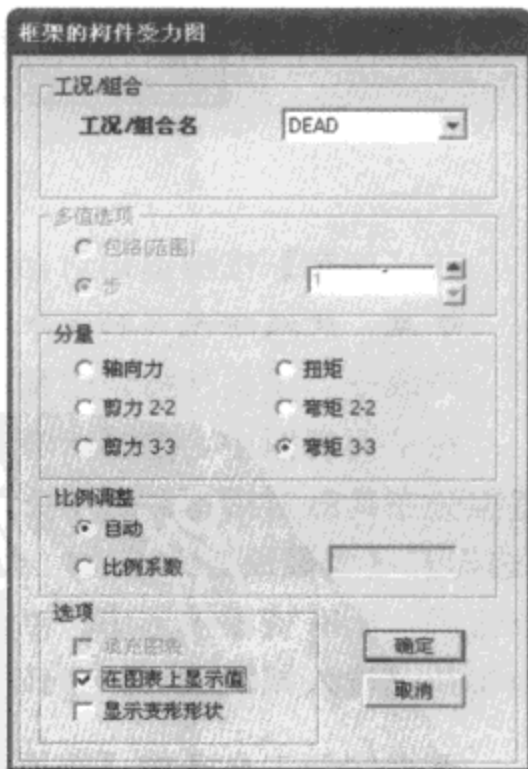 框架的构件受力图
工况/组合
工况/组合名
DEAD
多值选项
包络(范围)
步
1
分量
轴向力
扭矩
剪力 2-2
弯矩 2-2
剪力 3-3
弯矩 3-3
比例调整
自动
比例系数
选项
填充图表
确定
在图表上显示值
取消
显示变形形状